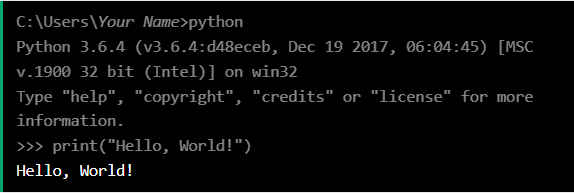 C:\Users\Your Name>python
Python 3.6.4 (v3.6.4:d48eceb, Dec 19 2017, 06:04:45) [MSC
v.1900 32 bit (Intel)] on win32
Type "help", "copyright", "credits" or "license" for more
information.
>>> print("Hello, World!")
Hello, World!